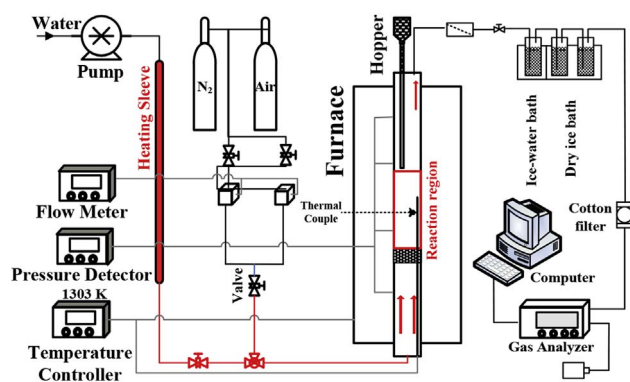 Water
Pump
Heating Sleeve
N2
Air
Hopper
Furnace
Thermal
Couple
Reaction region
Ice-water bath
Dry ice bath
Cotton
filter
Computer
Gas Analyzer
Flow Meter
Pressure Detector
1303 K
Temperature
Controller
Valve